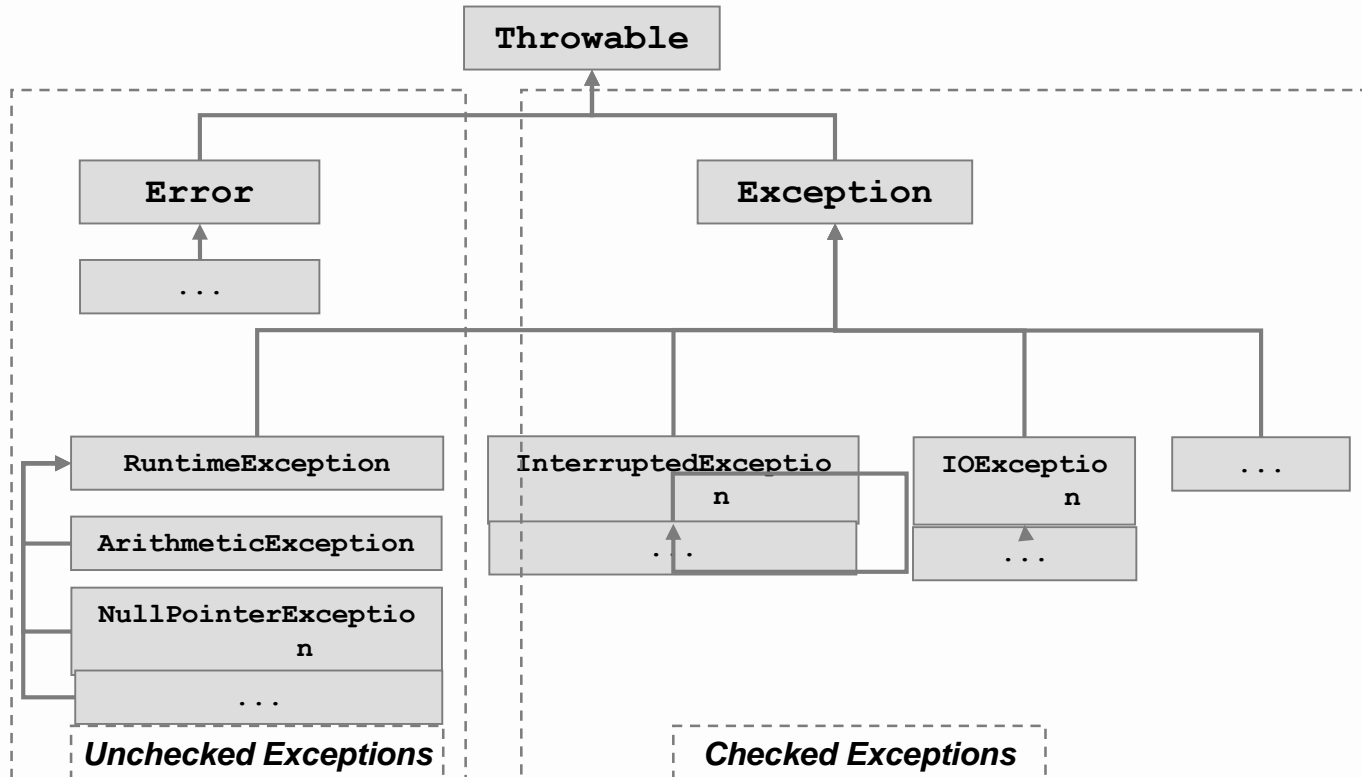 Throwable
Error
Exception
...
RuntimeException
InterruptedExceptio
n
IOExceptio
n
...
ArithmeticException
...
...
NullPointerExceptio
n
...
Unchecked Exceptions
Checked Exceptions